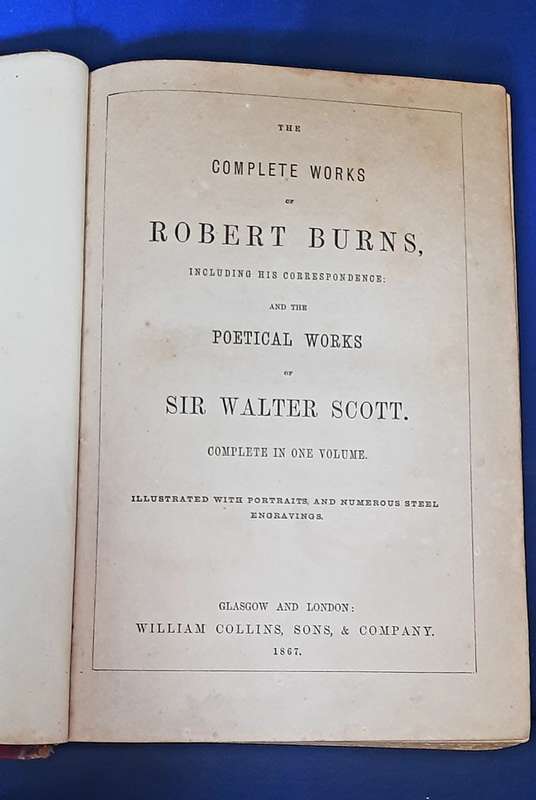 THE
COMPLETE WORKS
OF
ROBERT BURNS,
INCLUDING HIS CORRESPONDENCE:
AND THE
POETICAL WORKS
OF
SIR WALTER SCOTT.
COMPLETE IN ONE VOLUME.
ILLUSTRATED WITH PORTRAITS, AND NUMEROUS STEEL
ENGRAVINGS.
GLASGOW AND LONDON:
WILLIAM COLLINS, SONS, & COMPANY.
1867.